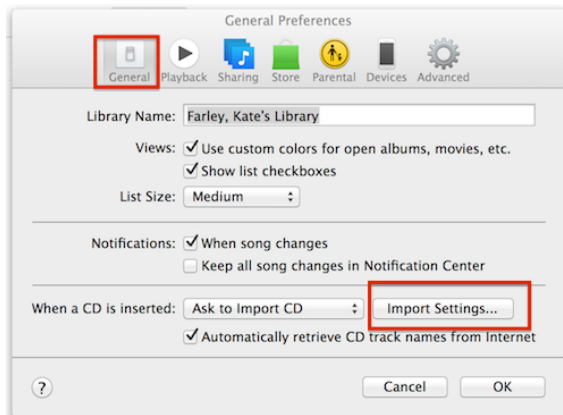 General Preferences
General Playback Sharing Store Parental Devices Advanced
Library Name: Farley, Kate's Library
Views: Use custom colors for open albums, movies, etc.
Show list checkboxes
List Size: Medium
Notifications: When song changes
Keep all song changes in Notification Center
When a CD is inserted: Ask to Import CD Import Settings...
Automatically retrieve CD track names from Internet
? Cancel OK